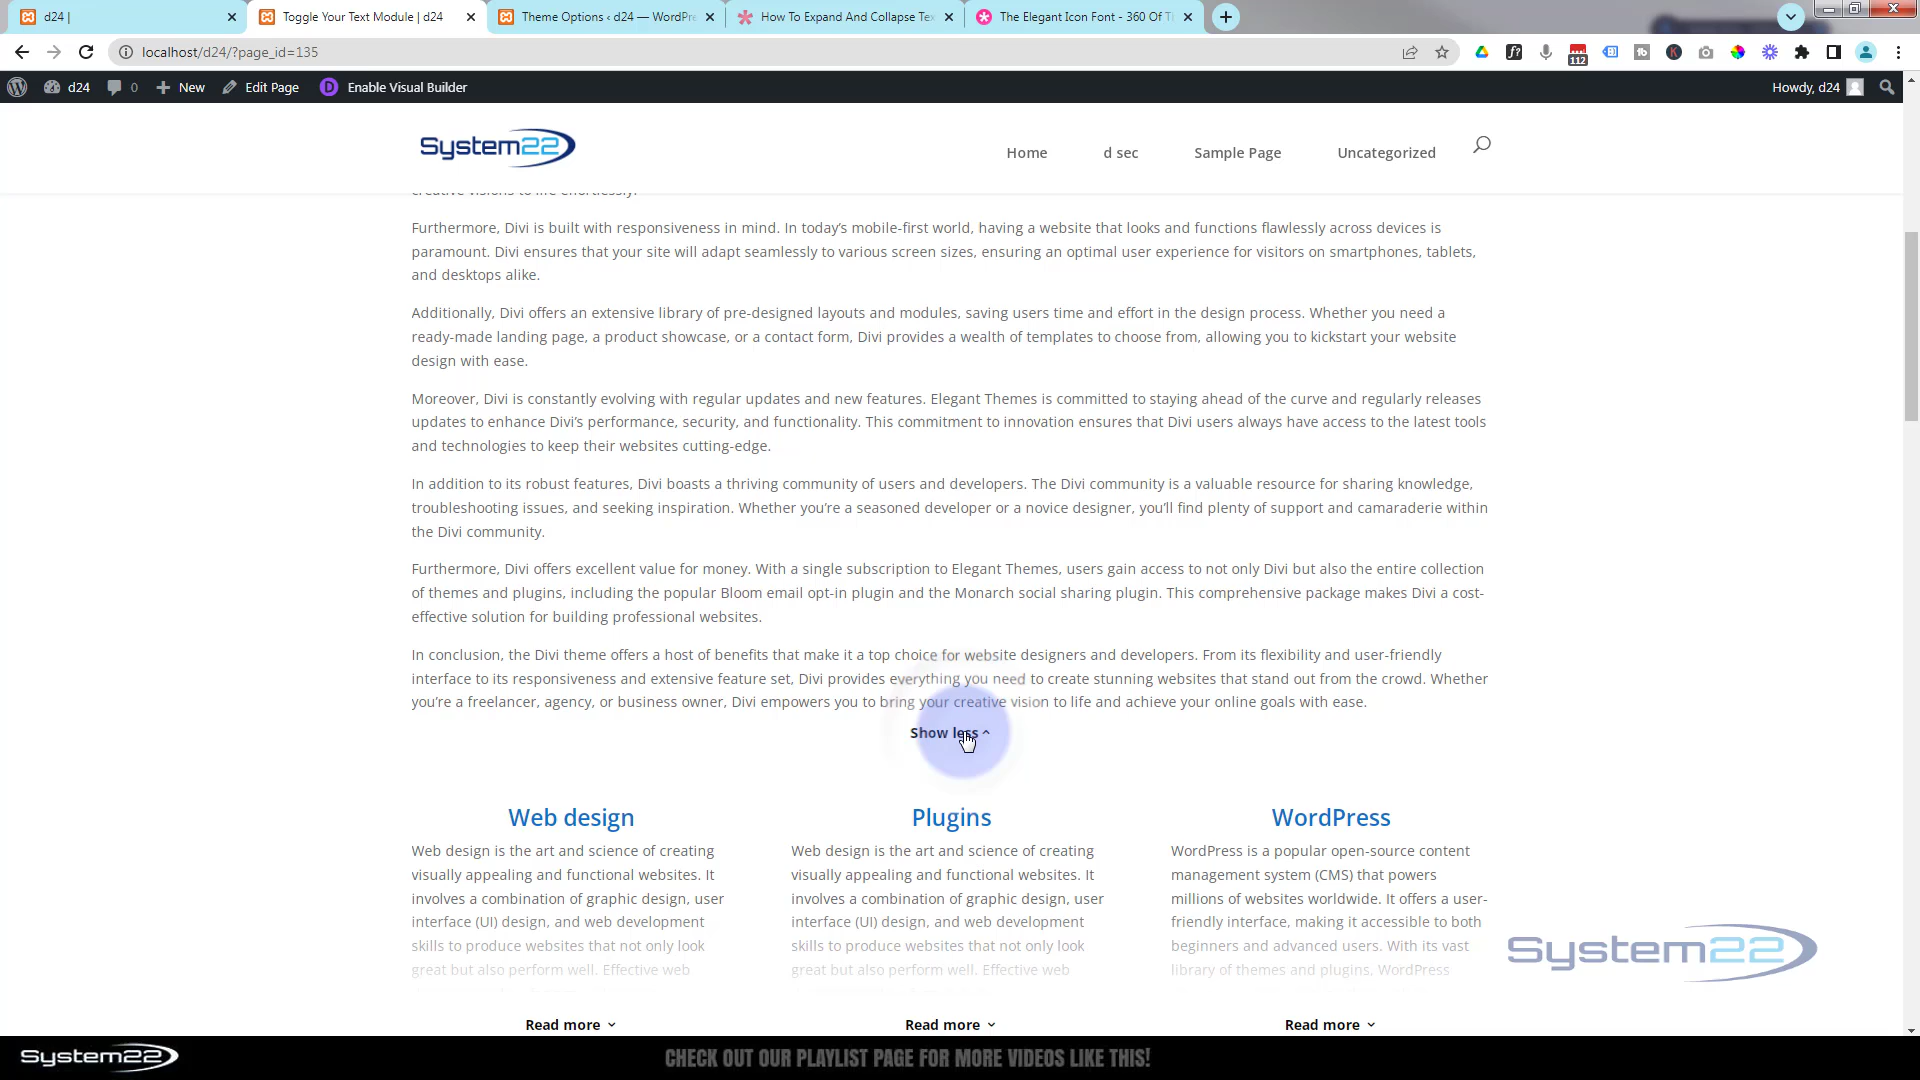 d24 |
Toggle Your Text Module | d24
Theme Options ‹ d24 — WordPre
How To Expand And Collapse Tex
The Elegant Icon Font - 360 Of T
localhost/d24/?page_id=135
112
d24
0
New
Edit Page
Enable Visual Builder
Howdy, d24
System22
Home
d sec
Sample Page
Uncategorized
creative visions to life effortlessly.
Furthermore, Divi is built with responsiveness in mind. In today's mobile-first world, having a website that looks and functions flawlessly across devices is
paramount. Divi ensures that your site will adapt seamlessly to various screen sizes, ensuring an optimal user experience for visitors on smartphones, tablets,
and desktops alike.
Additionally, Divi offers an extensive library of pre-designed layouts and modules, saving users time and effort in the design process. Whether you need a
ready-made landing page, a product showcase, or a contact form, Divi provides a wealth of templates to choose from, allowing you to kickstart your website
design with ease.
Moreover, Divi is constantly evolving with regular updates and new features. Elegant Themes is committed to staying ahead of the curve and regularly releases
updates to enhance Divi's performance, security, and functionality. This commitment to innovation ensures that Divi users always have access to the latest tools
and technologies to keep their websites cutting-edge.
In addition to its robust features, Divi boasts a thriving community of users and developers. The Divi community is a valuable resource for sharing knowledge,
troubleshooting issues, and seeking inspiration. Whether you're a seasoned developer or a novice designer, you'll find plenty of support and camaraderie within
the Divi community.
Furthermore, Divi offers excellent value for money. With a single subscription to Elegant Themes, users gain access to not only Divi but also the entire collection
of themes and plugins, including the popular Bloom email opt-in plugin and the Monarch social sharing plugin. This comprehensive package makes Divi a cost-
effective solution for building professional websites.
In conclusion, the Divi theme offers a host of benefits that make it a top choice for website designers and developers. From its flexibility and user-friendly
interface to its responsiveness and extensive feature set, Divi provides everything you need to create stunning websites that stand out from the crowd. Whether
you're a freelancer, agency, or business owner, Divi empowers you to bring your creative vision to life and achieve your online goals with ease.
Show less
Web design
Web design is the art and science of creating
visually appealing and functional websites. It
involves a combination of graphic design, user
interface (UI) design, and web development
skills to produce websites that not only look
great but also perform well. Effective web
Read more
Plugins
Web design is the art and science of creating
visually appealing and functional websites. It
involves a combination of graphic design, user
interface (UI) design, and web development
skills to produce websites that not only look
great but also perform well. Effective web
Read more
WordPress
WordPress is a popular open-source content
management system (CMS) that powers
millions of websites worldwide. It offers a user-
friendly interface, making it accessible to both
beginners and advanced users. With its vast
library of themes and plugins, WordPress
Read more
System22
System22
CHECK OUT OUR PLAYLIST PAGE FOR MORE VIDEOS LIKE THIS!